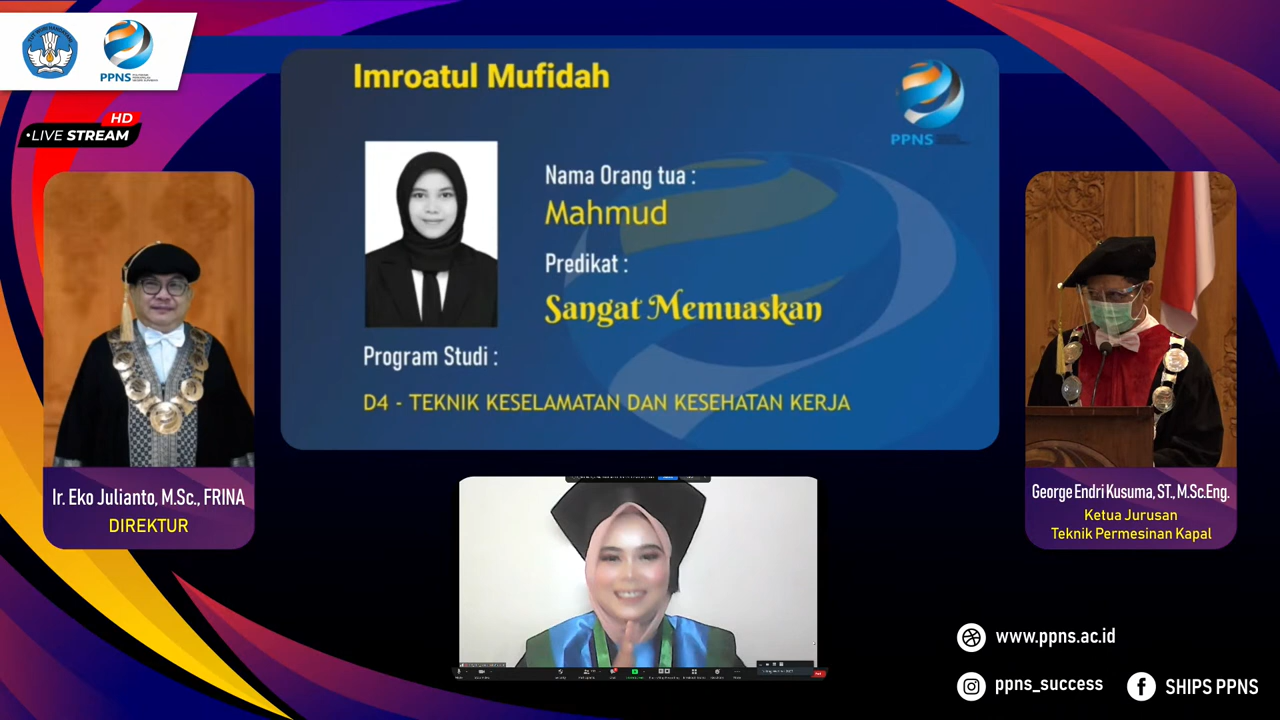 PPNS
HD
LIVE STREAM
Imroatul Mufidah
PPNS
Nama Orang tua :
Mahmud
Predikat :
Sangat Memuaskan
Program Studi :
D4 - TEKNIK KESELAMATAN DAN KESEHATAN KERJA
Ir. Eko Julianto, M.Sc., FRINA
DIREKTUR
George Endri Kusuma, ST., M.Sc.Eng.
Ketua Jurusan
Teknik Permesinan Kapal
www.ppns.ac.id
ppns_success
SHIPS PPNS